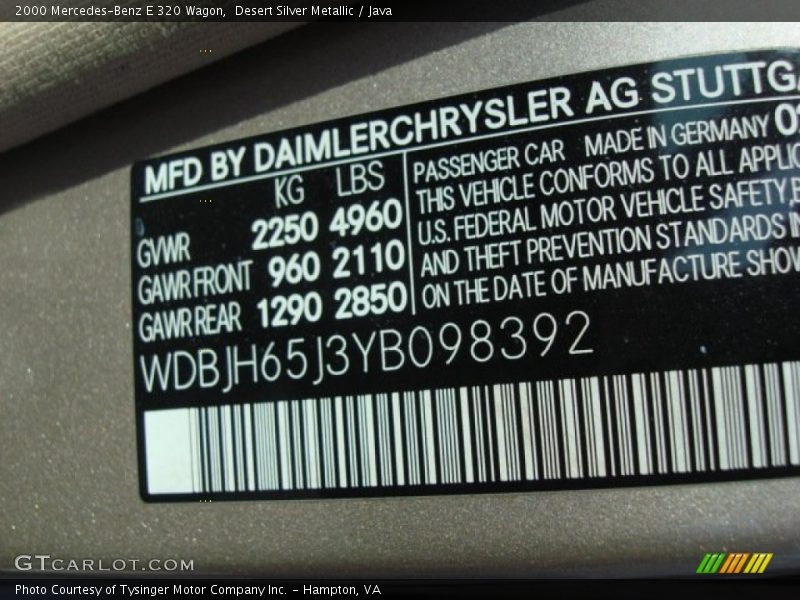 2000 Mercedes-Benz E 320 Wagon,  Desert Silver Metallic / Java
MFD BY DAIMLERCHRYSLER AG STUTTGA
KG LBS
GVWR 2250 4960
GAWR FRONT 960 2110
GAWR REAR 1290 2850
PASSENGER CAR MADE IN GERMANY
THIS VEHICLE CONFORMS TO ALL APPLIC
U.S. FEDERAL MOTOR VEHICLE SAFETY,
AND THEFT PREVENTION STANDARDS IN
ON THE DATE OF MANUFACTURE SHOW
WDBJH65J3YB098392
GTCARLOT.COM
Photo Courtesy of Tysinger Motor Company Inc. - Hampton, VA